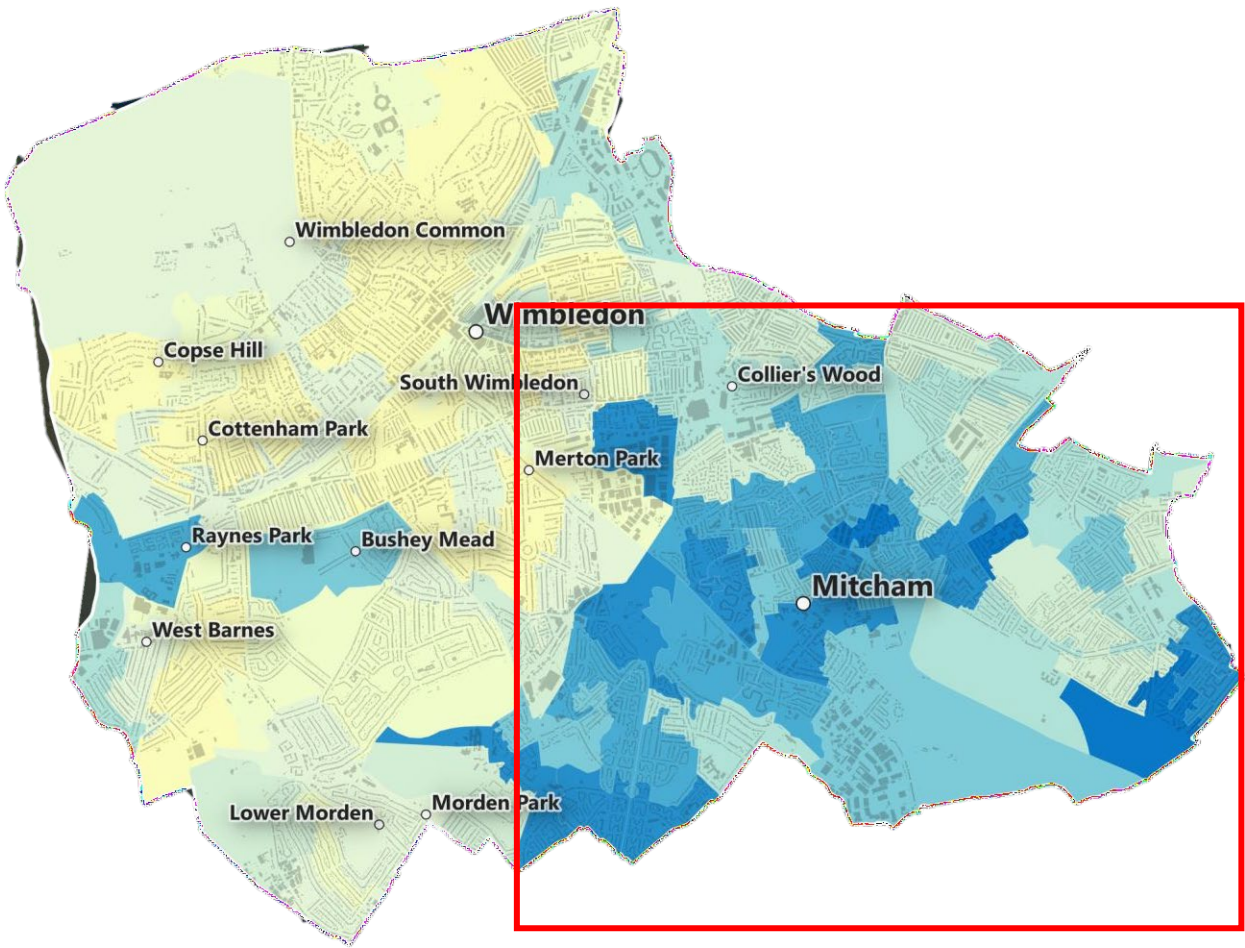 Wimbledon Common
Wimbledon
Copse Hill
South Wimbledon
Collier's Wood
Cottenham Park
Merton Park
Raynes Park
Bushey Mead
Mitcham
West Barnes
Lower Morden
Morden Park